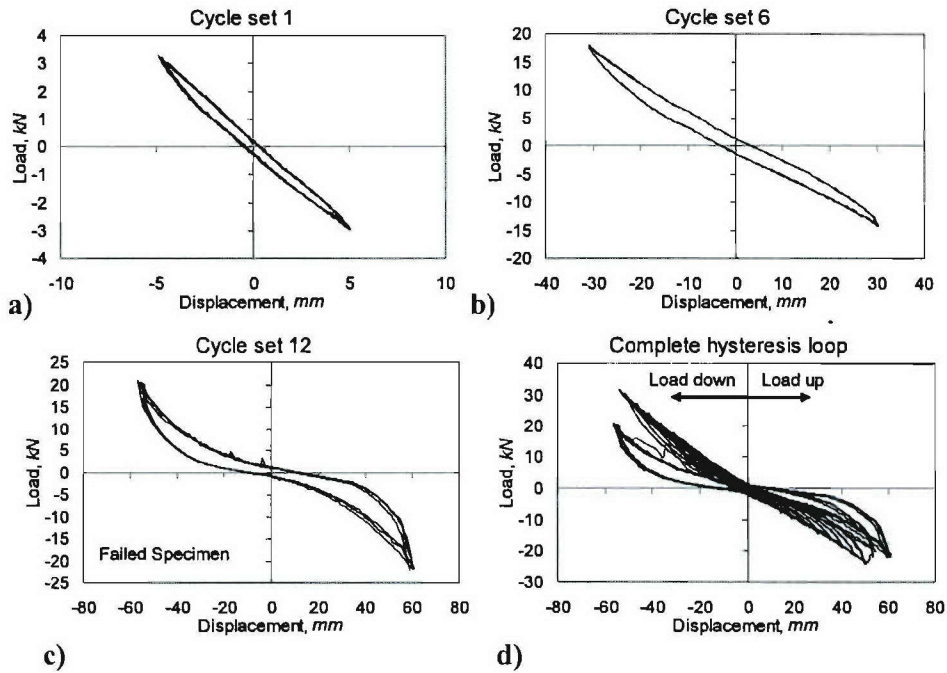 Cycle set 1
4
3
2
1
0
-1
-2
-3
-4
Load, kN
-10 -5 0 5 10
Displacement, mm
a)
Cycle set 6
20
15
10
5
0
-5
-10
-15
-20
Load, kN
-40 -30 -20 -10 0 10 20 30 40
Displacement, mm
b)
Cycle set 12
25
20
15
10
5
0
-5
-10
-15
-20
-25
Load, kN
Failed Specimen
-80 -60 -40 -20 0 20 40 60 80
Displacement, mm
c)
Complete hysteresis loop
Load down Load up
40
30
20
10
0
-10
-20
-30
Load, kN
-80 -60 -40 -20 0 20 40 60 80
Displacement, mm
d)